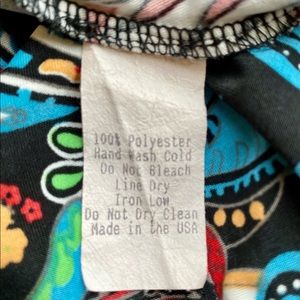 100% Polyester
Hand Wash Cold
Do Not Bleach
Line Dry
Iron Low
Do Not Dry Clean
Made in the USA